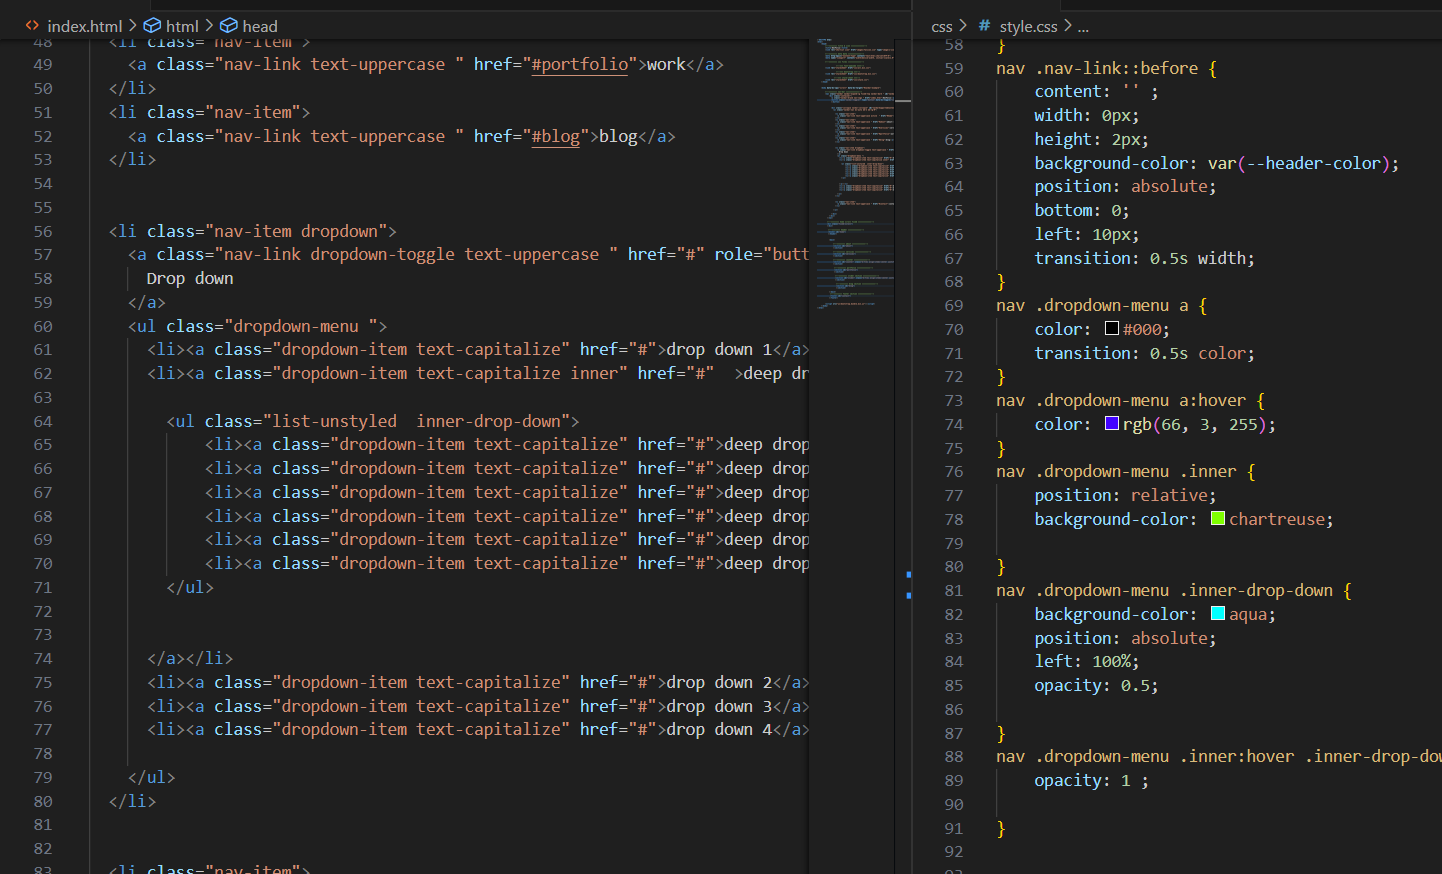 index.html > html > head
48 <li class="nav-item">
49 <a class="nav-link text-uppercase " href="#portfolio">work</a>
50 </li>
51 <li class="nav-item">
52 <a class="nav-link text-uppercase " href="#blog">blog</a>
53 </li>
54
55
56 <li class="nav-item dropdown">
57 <a class="nav-link dropdown-toggle text-uppercase " href="#" role="butt
58 Drop down
59 </a>
60 <ul class="dropdown-menu ">
61 <li><a class="dropdown-item text-capitalize" href="#">drop down 1</a>
62 <li><a class="dropdown-item text-capitalize inner" href="#"  >deep dr
63
64 <ul class="list-unstyled  inner-drop-down">
65 <li><a class="dropdown-item text-capitalize" href="#">deep drop
66 <li><a class="dropdown-item text-capitalize" href="#">deep drop
67 <li><a class="dropdown-item text-capitalize" href="#">deep drop
68 <li><a class="dropdown-item text-capitalize" href="#">deep drop
69 <li><a class="dropdown-item text-capitalize" href="#">deep drop
70 <li><a class="dropdown-item text-capitalize" href="#">deep drop
71 </ul>
72
73
74 </a></li>
75 <li><a class="dropdown-item text-capitalize" href="#">drop down 2</a>
76 <li><a class="dropdown-item text-capitalize" href="#">drop down 3</a>
77 <li><a class="dropdown-item text-capitalize" href="#">drop down 4</a>
78
79 </ul>
80 </li>
81
82
83 <li class="nav-item">
css > # style.css > ...
58 }
59 nav .nav-link::before {
60 content: '' ;
61 width: 0px;
62 height: 2px;
63 background-color: var(--header-color);
64 position: absolute;
65 bottom: 0;
66 left: 10px;
67 transition: 0.5s width;
68 }
69 nav .dropdown-menu a {
70 color: #000;
71 transition: 0.5s color;
72 }
73 nav .dropdown-menu a:hover {
74 color: rgb(66, 3, 255);
75 }
76 nav .dropdown-menu .inner {
77 position: relative;
78 background-color: chartreuse;
79
80 }
81 nav .dropdown-menu .inner-drop-down {
82 background-color: aqua;
83 position: absolute;
84 left: 100%;
85 opacity: 0.5;
86
87 }
88 nav .dropdown-menu .inner:hover .inner-drop-dow
89 opacity: 1 ;
90
91 }
92